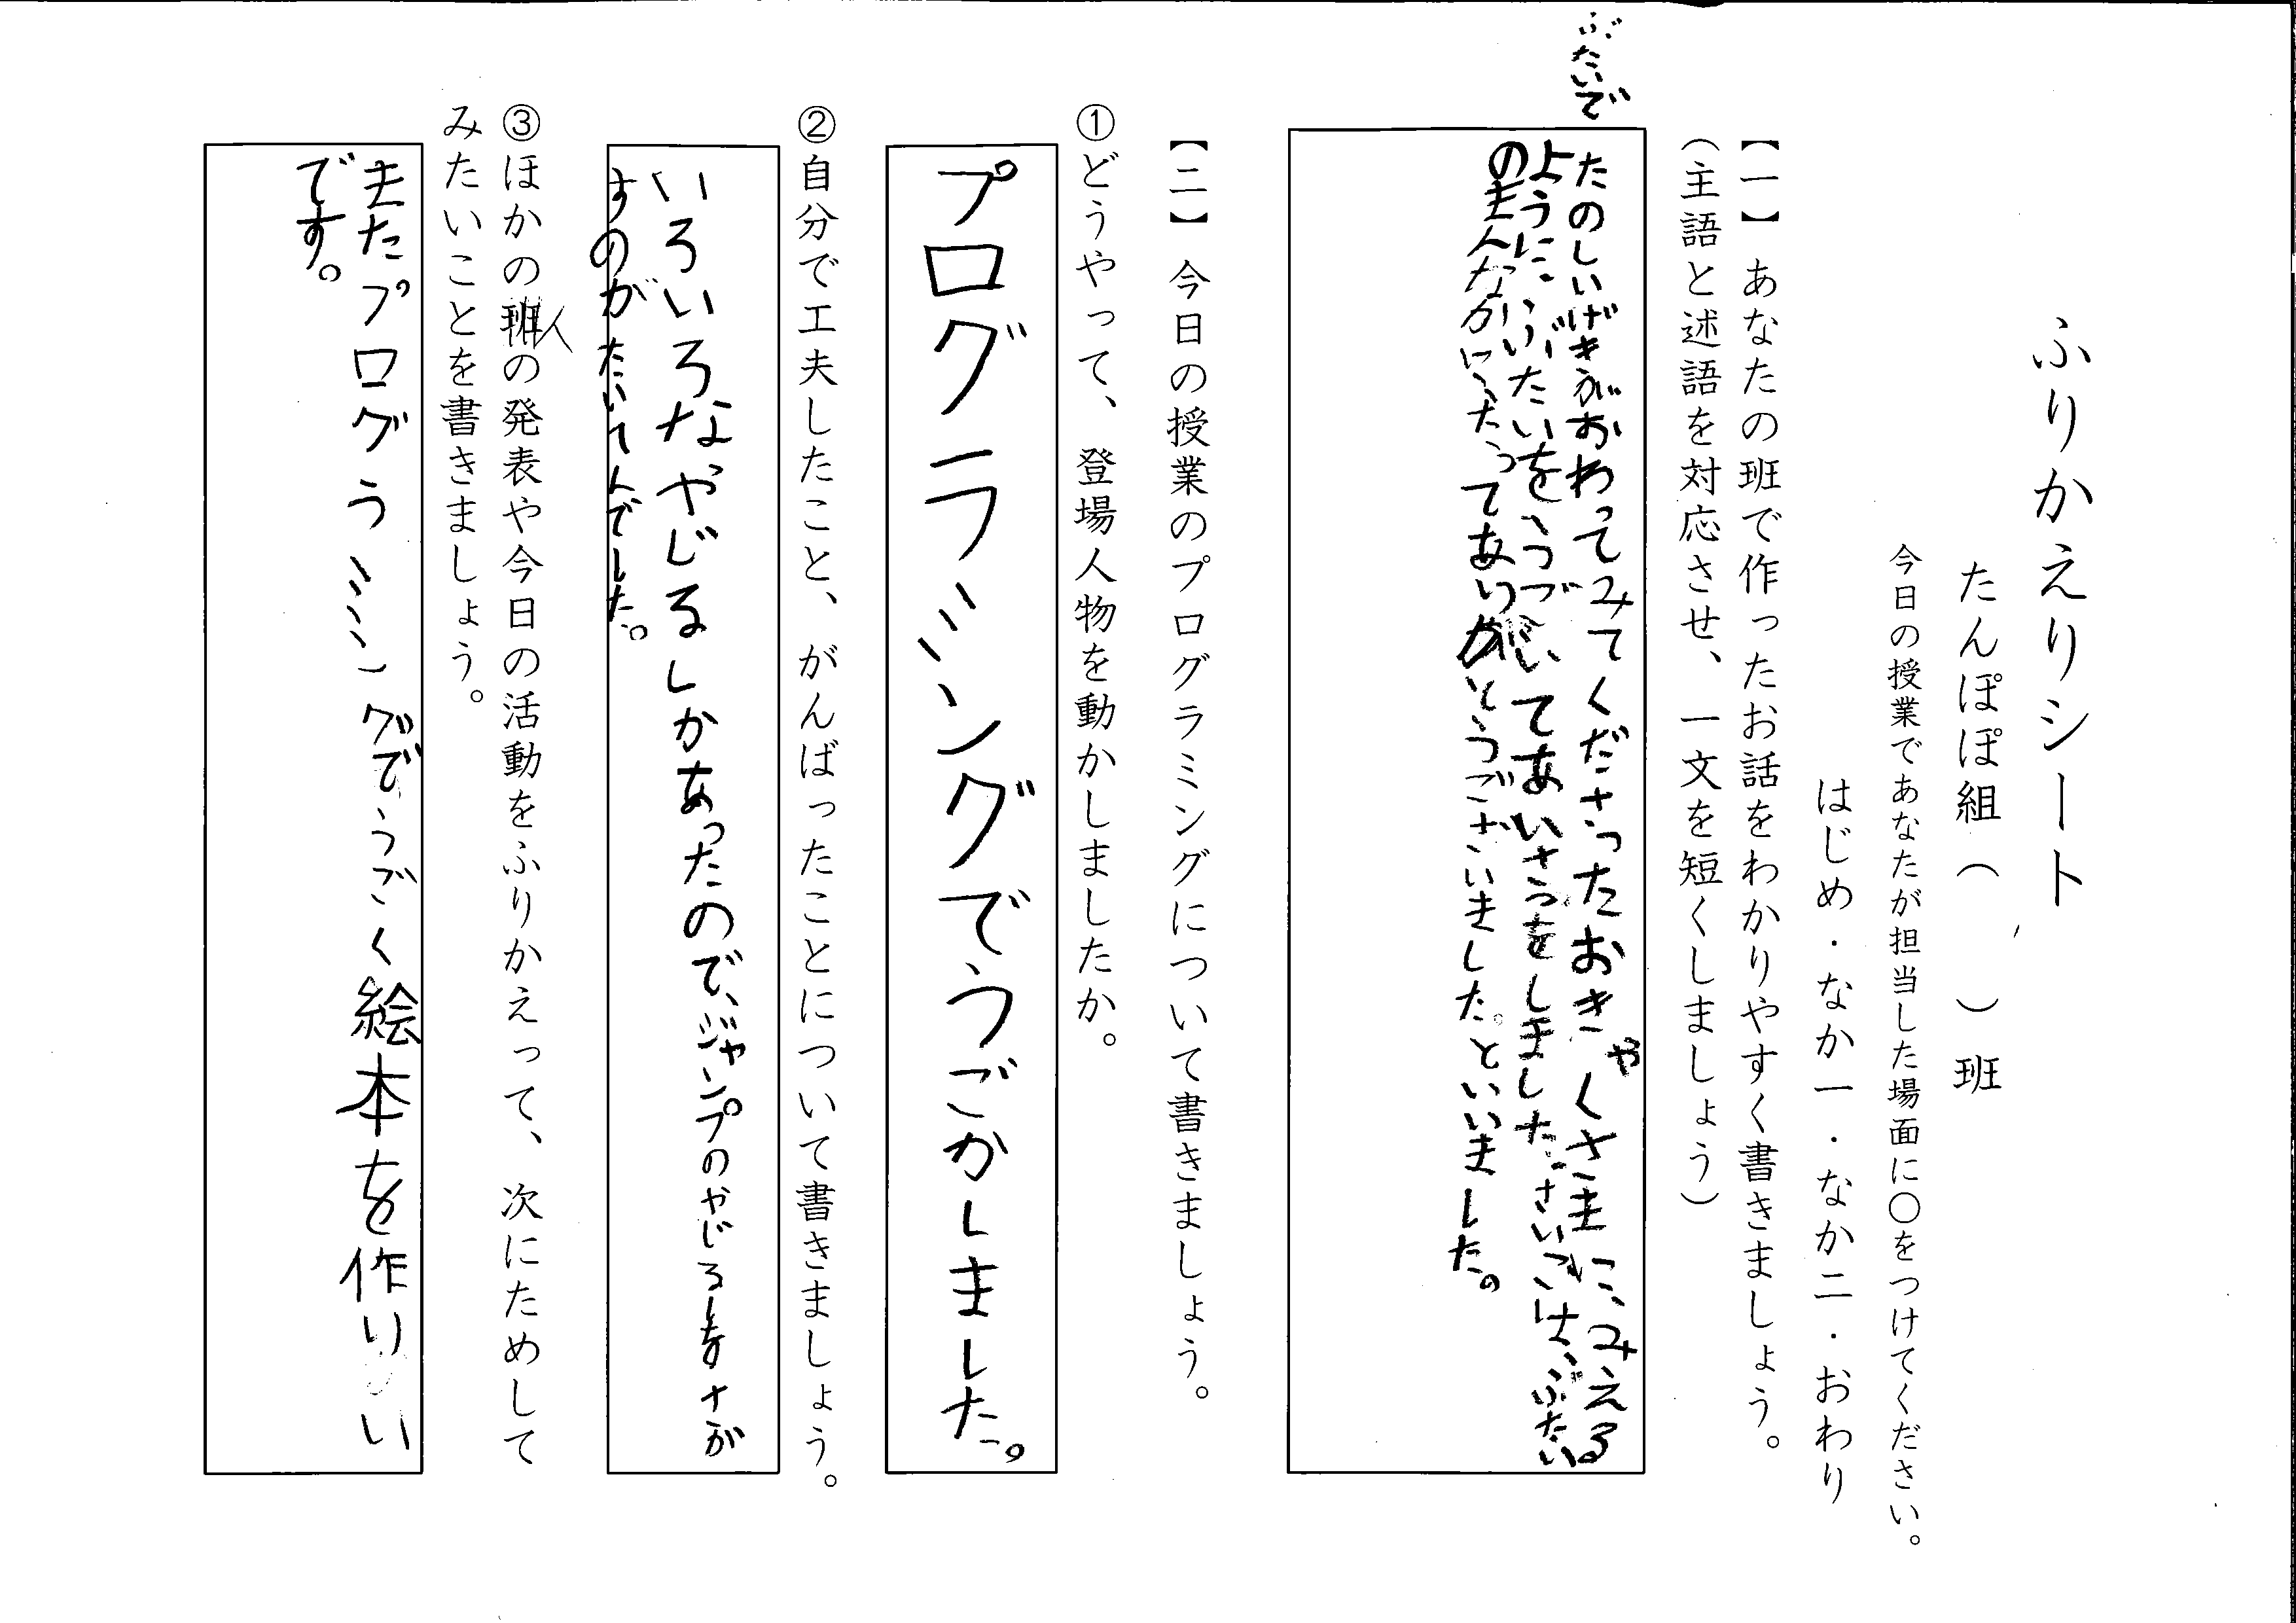 ふりかえりシート
たんぽぽ組（　　）班
今日の授業であなたが担当した場面に○をつけてください。
はじめ・なか一・なか二・おわり
【一】あなたの班で作ったお話をわかりやすく書きましょう。
（主語と述語を対応させ、一文を短くしましょう）
ぶたいで
たのしいげきがおわってみてくださったおきゃくさまに、みえる
ように、いいたいをつづいてあいさつをしました。さいごは、ぶたい
のまんなかにたってありがとうございました。といいました。
【二】今日の授業のプログラミングについて書きましょう。
①どうやって、登場人物を動かしましたか。
プログラミングでうごかしました。
②自分で工夫したこと、がんばったことについて書きましょう。
いろいろなやじるしがあったので、ジャンプのやじるしをさが
すのがたいてんでした。
③ほかの人の発表や今日の活動をふりかえって、次にためして
みたいことを書きましょう。
またプログラミングでうごく絵本を作りたい
です。